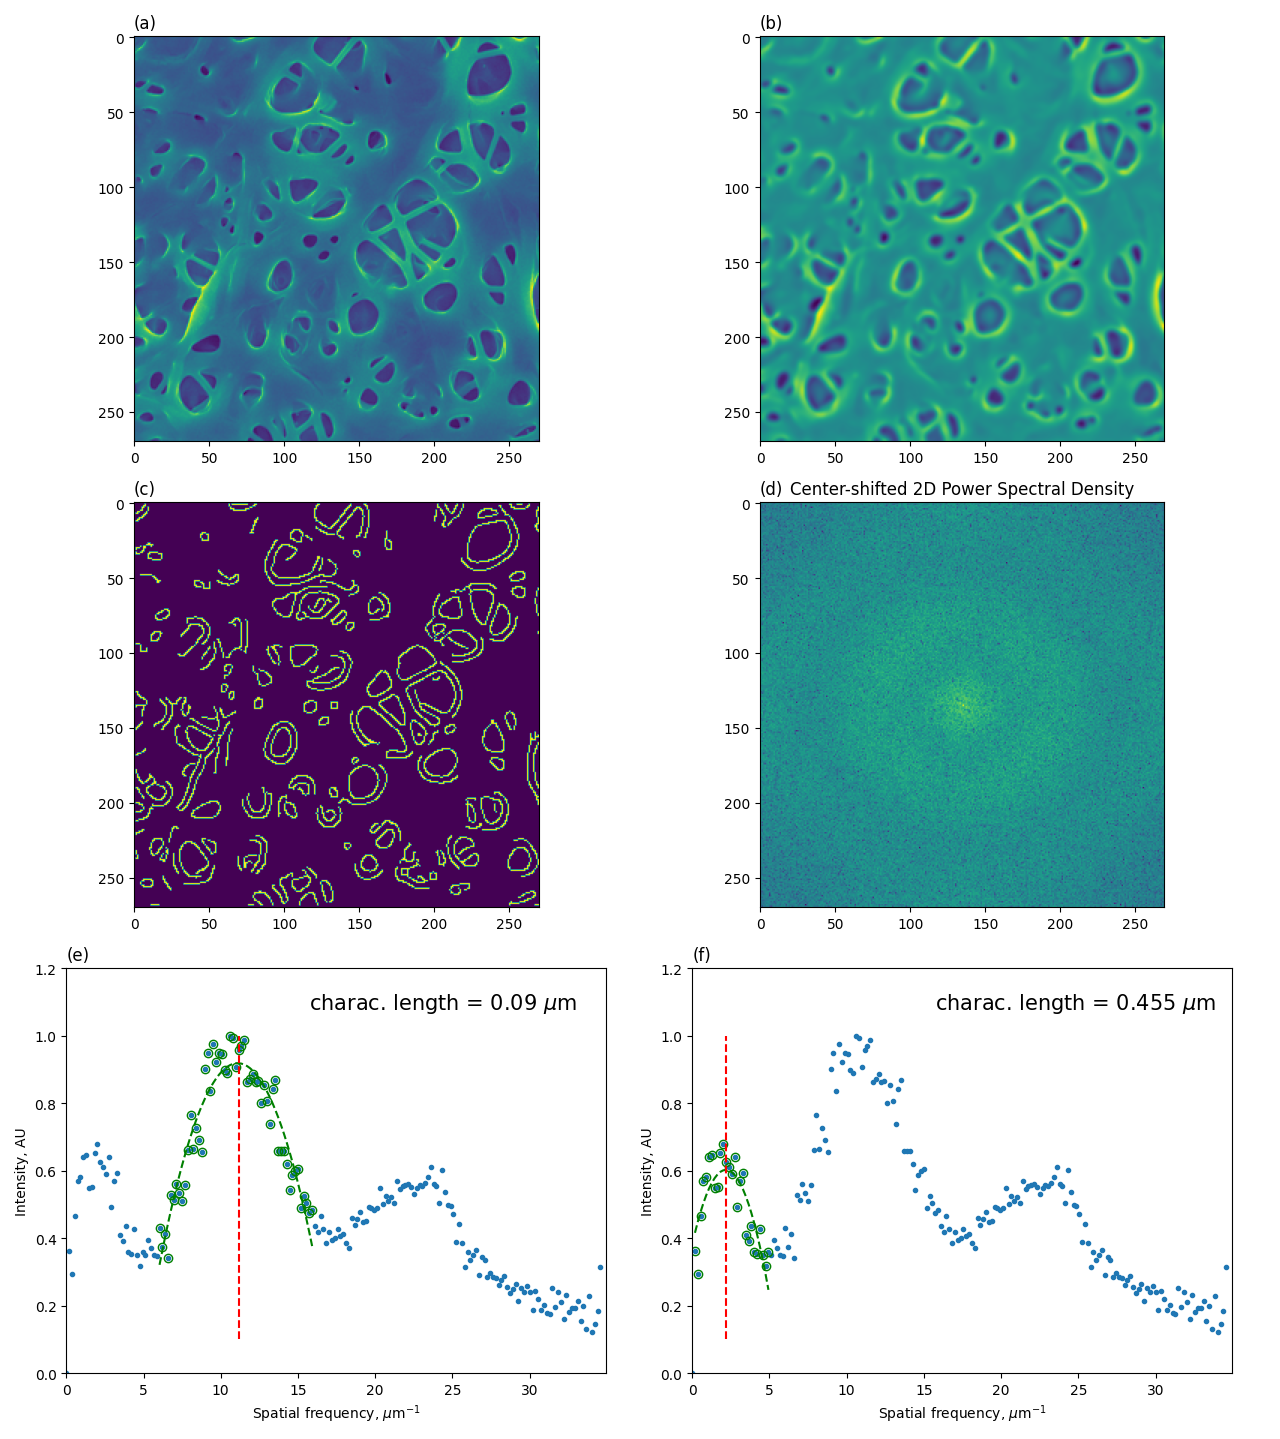 (a)
(b)
0
50
100
150
200
250
0 50 100 150 200 250
0
50
100
150
200
250
0 50 100 150 200 250
(c)
(d) Center-shifted 2D Power Spectral Density
0
50
100
150
200
250
0 50 100 150 200 250
0
50
100
150
200
250
0 50 100 150 200 250
(e)
charac. length = 0.09 μm
Intensity, AU
1.2
1.0
0.8
0.6
0.4
0.2
0.0
0 5 10 15 20 25 30
Spatial frequency, μm⁻¹
(f)
charac. length = 0.455 μm
Intensity, AU
1.2
1.0
0.8
0.6
0.4
0.2
0.0
0 5 10 15 20 25 30
Spatial frequency, μm⁻¹